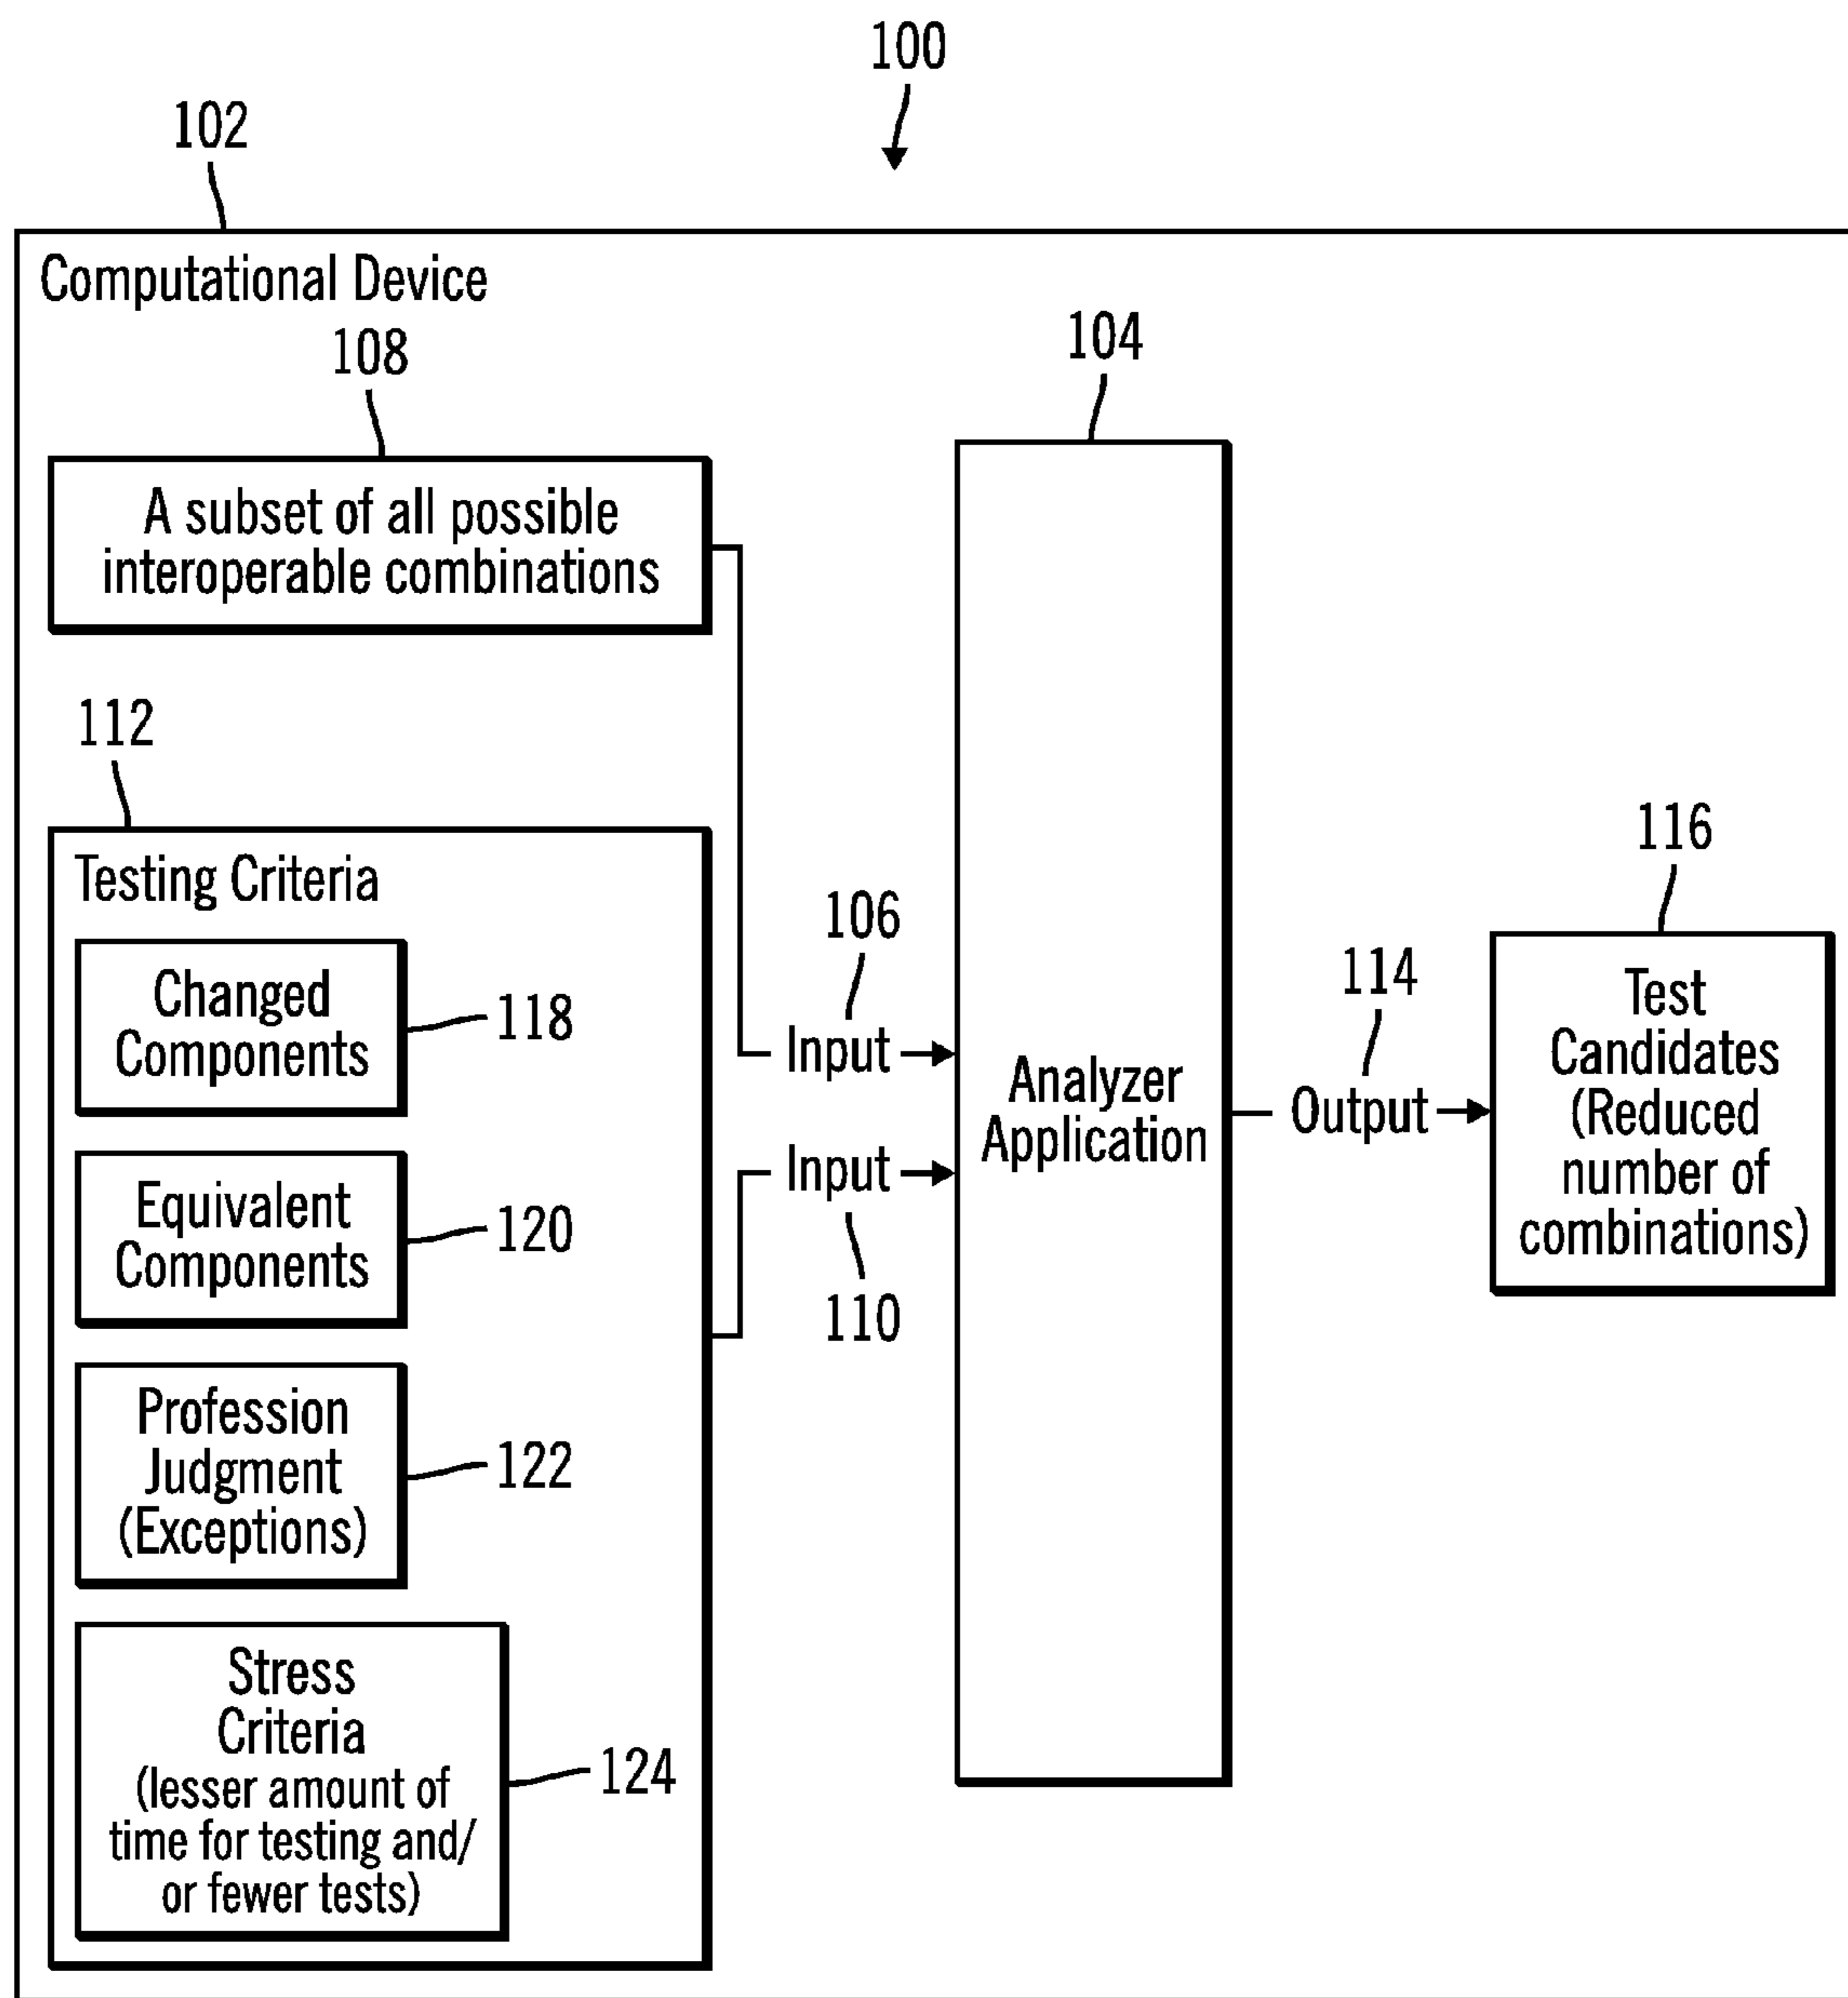 100
102
Computational Device
108
104
A subset of all possible
interoperable combinations
112
Testing Criteria
Changed
Components
118
Equivalent
Components
120
Profession
Judgment
(Exceptions)
122
Stress
Criteria
(lesser amount of
time for testing and/
or fewer tests)
124
106
Input
Input
110
Analyzer
Application
114
Output
116
Test
Candidates
(Reduced
number of
combinations)